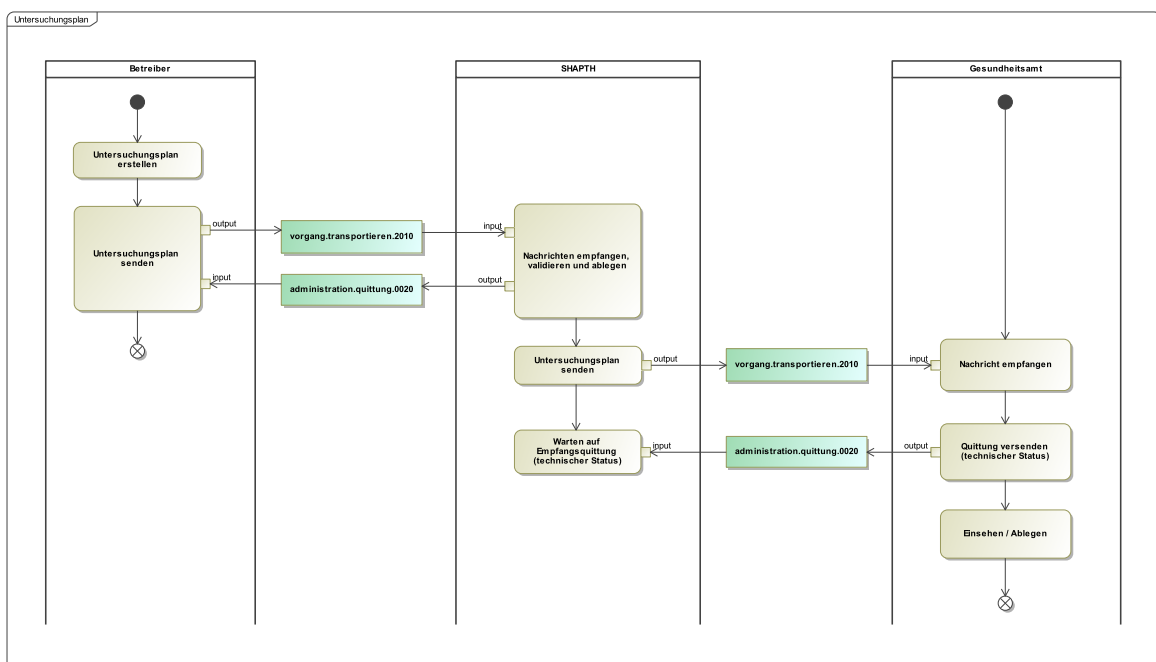 Untersuchungsplan
Betreiber
SHAPTH
Gesundheitsamt
Untersuchungsplan
erstellen
Untersuchungsplan
senden
output
input
vorgang.transportieren.2010
administration.quittung.0020
input
output
Nachrichten empfangen,
validieren und ablegen
Untersuchungsplan
senden
output
vorgang.transportieren.2010
input
Nachricht empfangen
Warten auf
Empfangsquittung
(technischer Status)
input
administration.quittung.0020
output
Quittung versenden
(technischer Status)
Einsehen / Ablegen